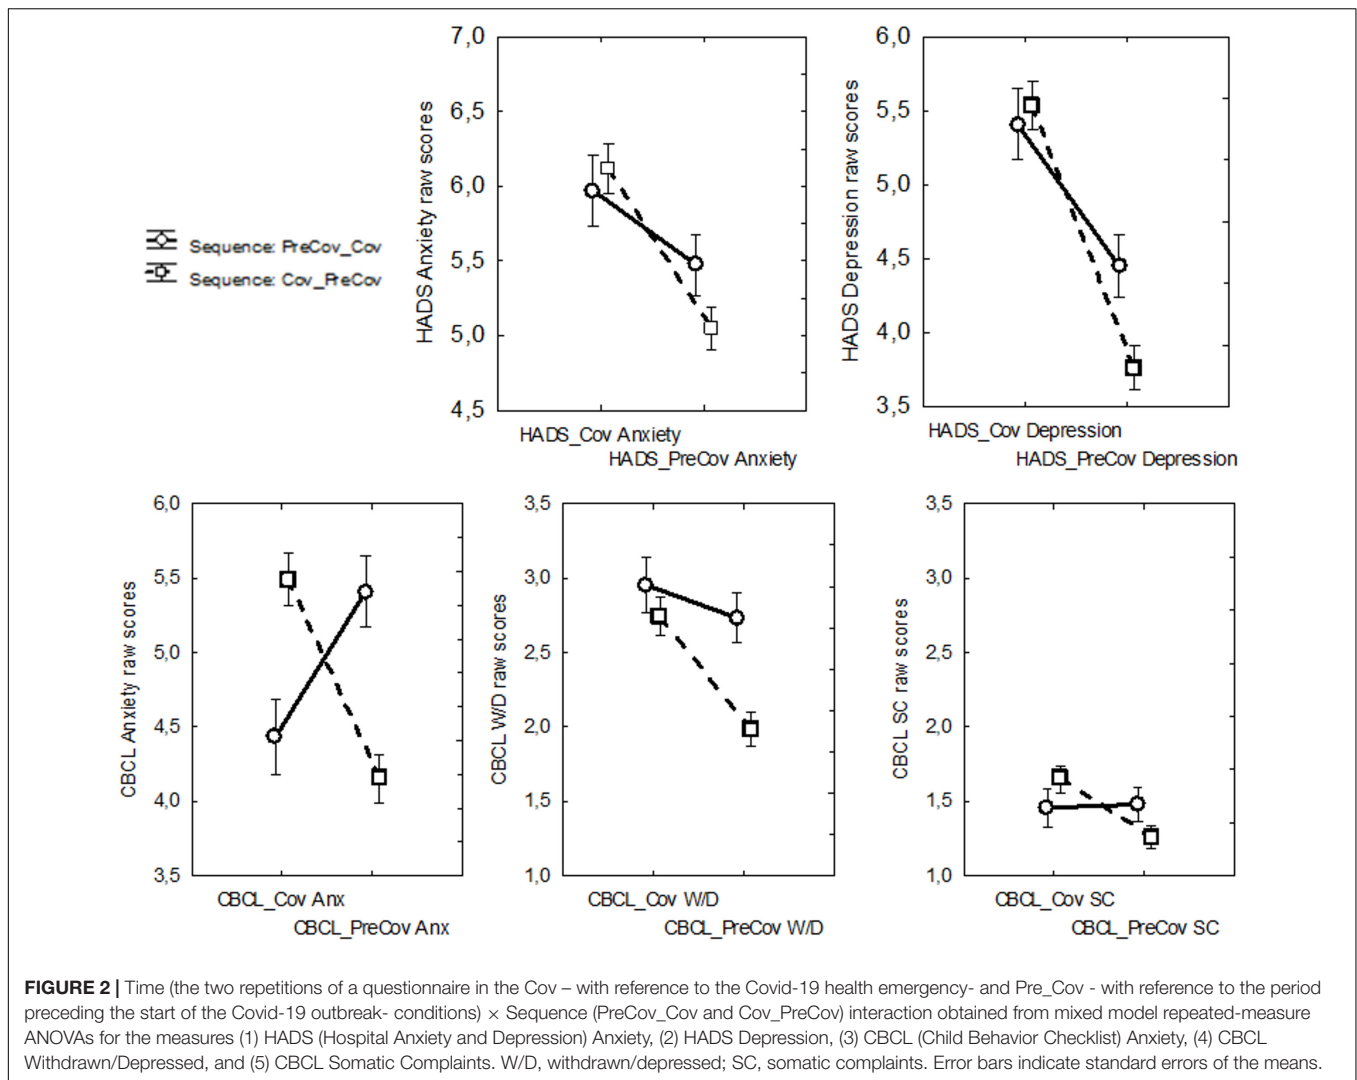 7,0
6,5
6,0
5,5
5,0
4,5
HADS Anxiety raw scores
HADS_Cov Anxiety
HADS_PreCov Anxiety
6,0
5,5
5,0
4,5
4,0
3,5
HADS Depression raw scores
HADS_Cov Depression
HADS_PreCov Depression
Sequence: PreCov_Cov
Sequence: Cov_PreCov
6,0
5,5
5,0
4,5
4,0
3,5
CBCL Anxiety raw scores
CBCL_Cov Anx
CBCL_PreCov Anx
3,5
3,0
2,5
2,0
1,5
1,0
CBCL W/D raw scores
CBCL_Cov W/D
CBCL_PreCov W/D
3,5
3,0
2,5
2,0
1,5
1,0
CBCL SC raw scores
CBCL_Cov SC
CBCL_PreCov SC
FIGURE 2 | Time (the two repetitions of a questionnaire in the Cov – with reference to the Covid-19 health emergency- and Pre_Cov - with reference to the period
preceding the start of the Covid-19 outbreak- conditions) × Sequence (PreCov_Cov and Cov_PreCov) interaction obtained from mixed model repeated-measure
ANOVAs for the measures (1) HADS (Hospital Anxiety and Depression) Anxiety, (2) HADS Depression, (3) CBCL (Child Behavior Checklist) Anxiety, (4) CBCL
Withdrawn/Depressed, and (5) CBCL Somatic Complaints. W/D, withdrawn/depressed; SC, somatic complaints. Error bars indicate standard errors of the means.